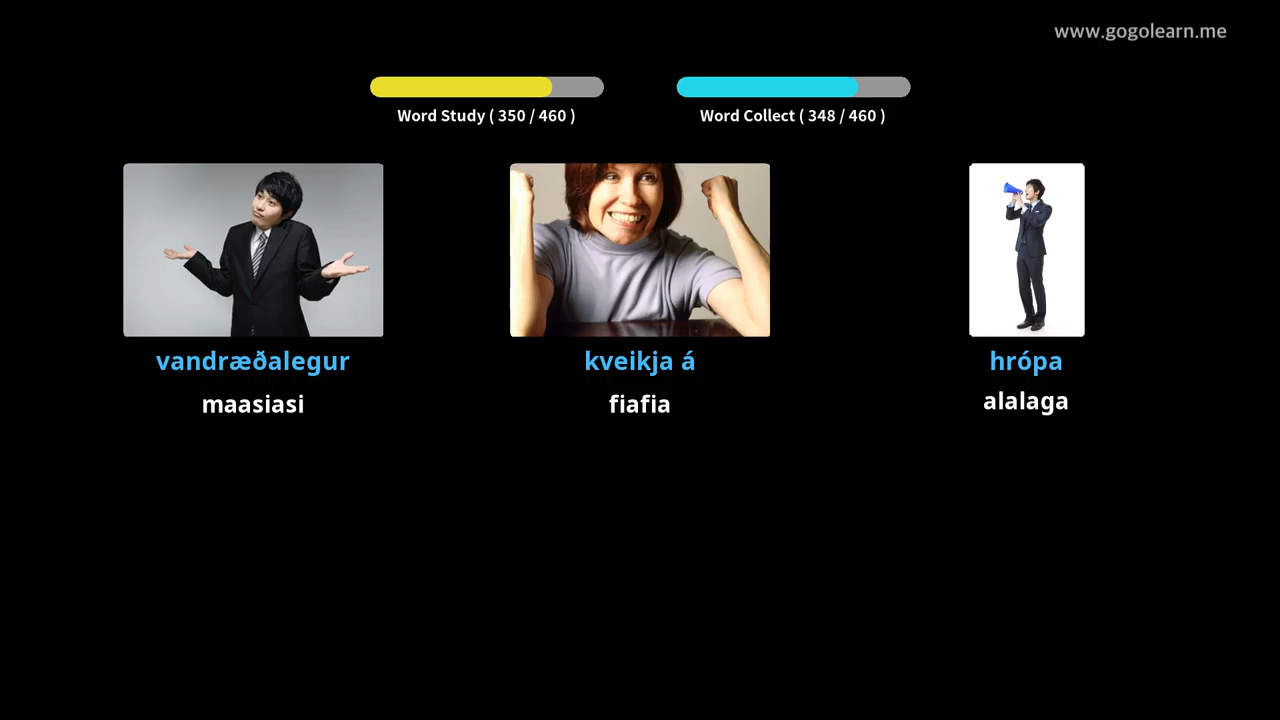 www.gogolearn.me
Word Study ( 350 / 460 )
Word Collect ( 348 / 460 )
vandræðalegur
kveikja á
hrópa
maasiasi
fiafia
alalaga